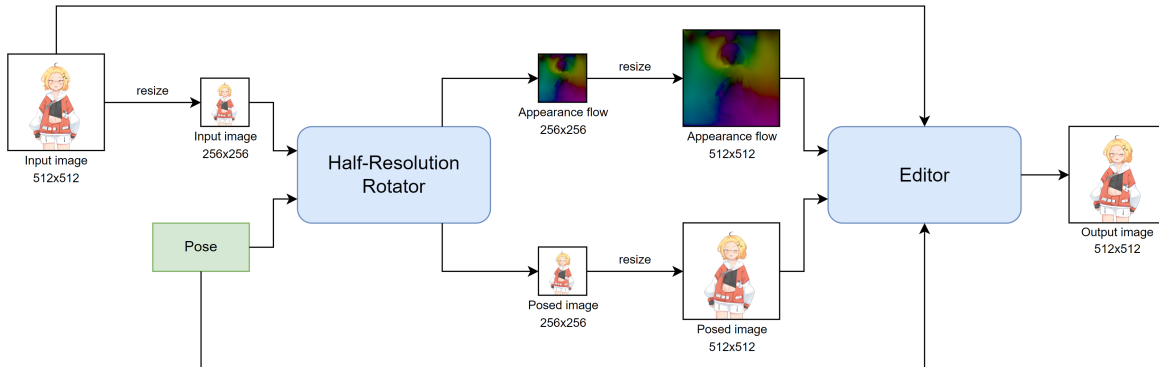 Input image
512x512
resize
Input image
256x256
Pose
Half-Resolution
Rotator
Appearance flow
256x256
resize
Appearance flow
512x512
Posed image
256x256
resize
Posed image
512x512
Editor
Output image
512x512